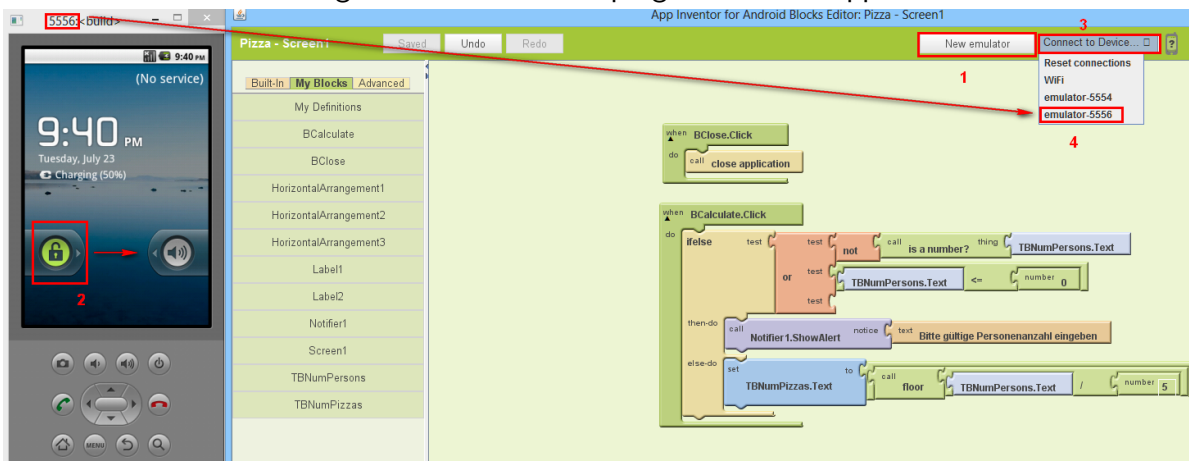 5556:<build>
App Inventor for Android Blocks Editor: Pizza - Screen1
Pizza - Screen1
Saved
Undo
Redo
New emulator
3
Connect to Device...
?
1
Reset connections
WiFi
emulator-5554
emulator-5556
4
9:40 PM
(No service)
9:40 PM
Tuesday, July 23
Charging (50%)
2
MENU
Built-In
My Blocks
Advanced
My Definitions
BCalculate
BClose
HorizontalArrangement1
HorizontalArrangement2
HorizontalArrangement3
Label1
Label2
Notifier1
Screen1
TBNumPersons
TBNumPizzas
when BClose.Click
do call close application
when BCalculate.Click
do ifelse test test not call is a number? thing TBNumPersons.Text
or test TBNumPersons.Text <= number 0
test
then-do call Notifier1.ShowAlert notice text Bitte gültige Personenanzahl eingeben
else-do set TBNumPizzas.Text to call floor TBNumPersons.Text / number 5